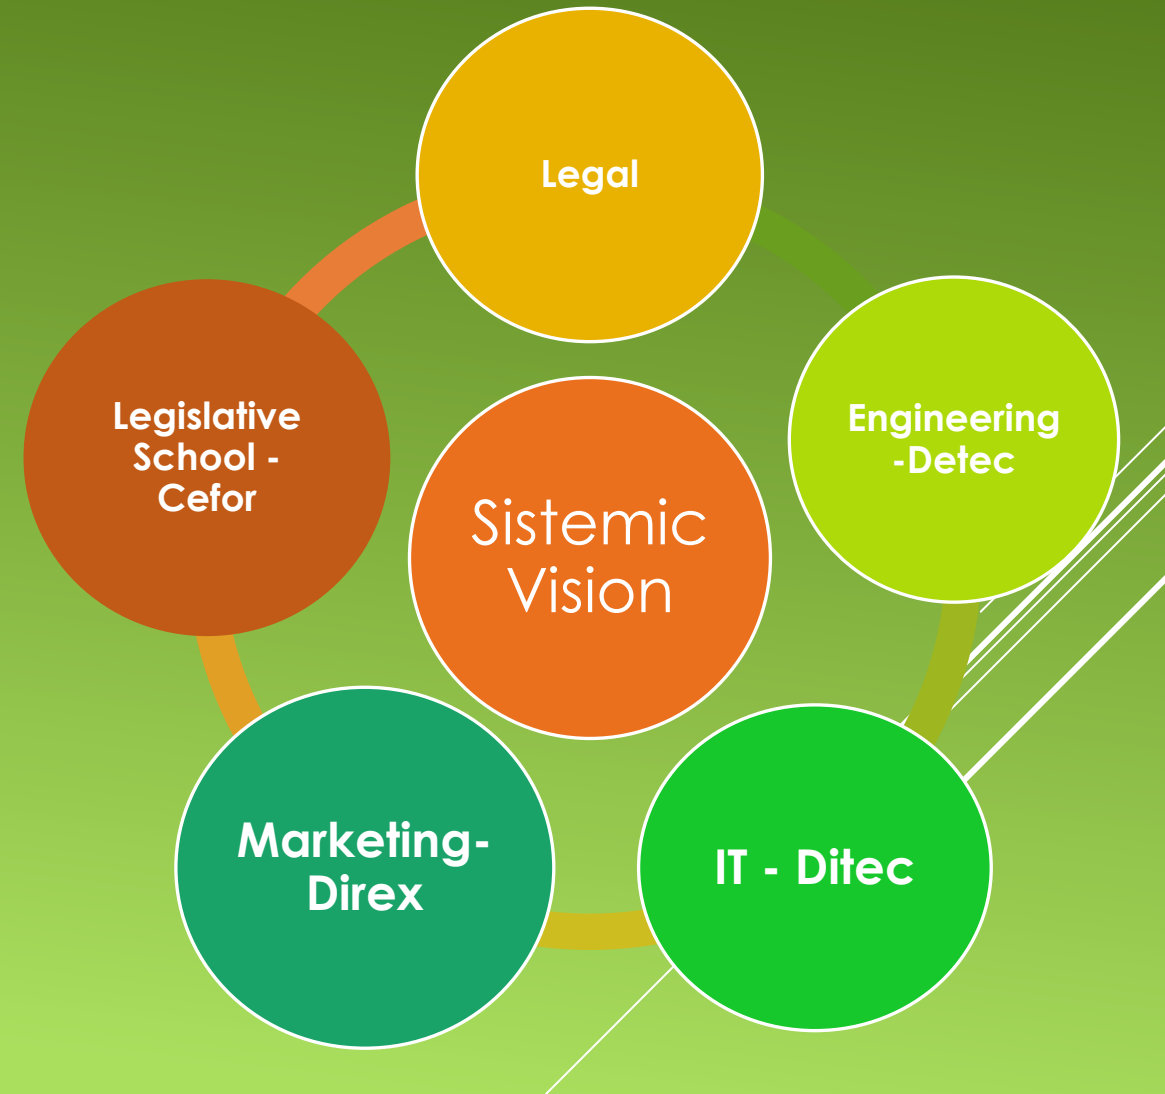 Legal
Legislative
School -
Cefor
Engineering
-Detec
Sistemic
Vision
Marketing-
Direx
IT - Ditec